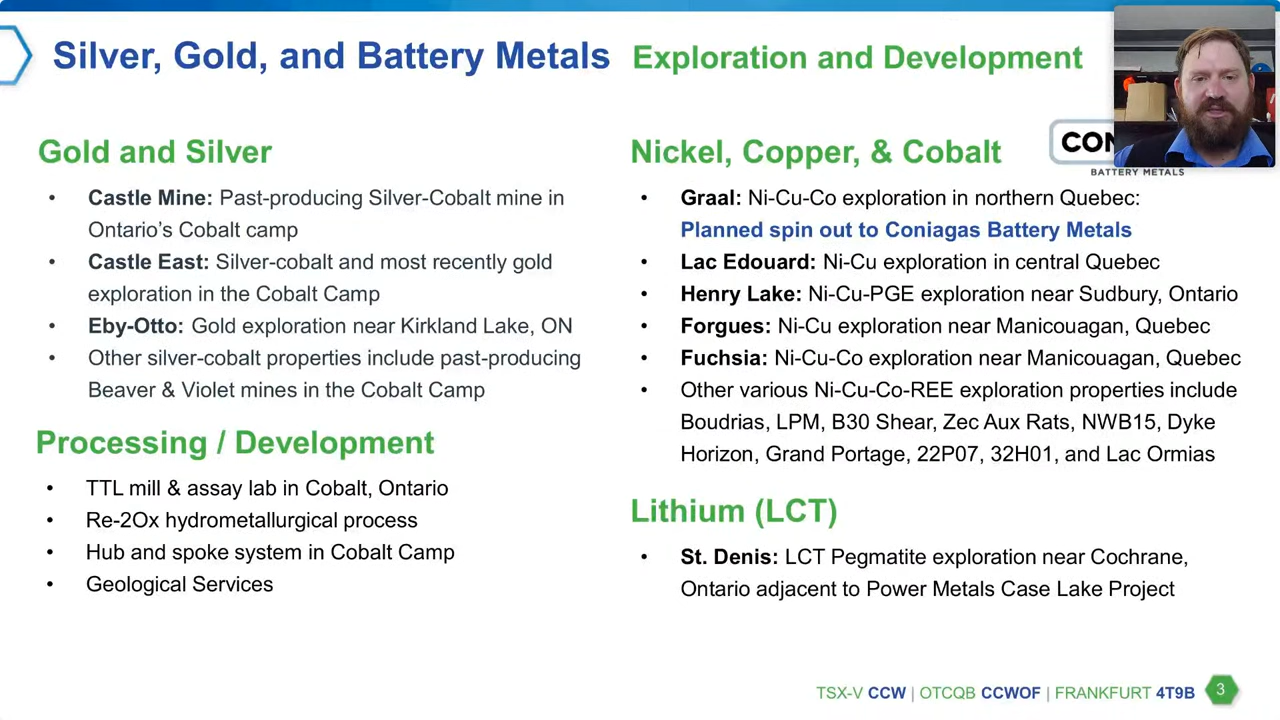 Silver, Gold, and Battery Metals Exploration and Development
Gold and Silver
• Castle Mine: Past-producing Silver-Cobalt mine in
Ontario’s Cobalt camp
• Castle East: Silver-cobalt and most recently gold
exploration in the Cobalt Camp
• Eby-Otto: Gold exploration near Kirkland Lake, ON
• Other silver-cobalt properties include past-producing
Beaver & Violet mines in the Cobalt Camp
Processing / Development
• TTL mill & assay lab in Cobalt, Ontario
• Re-2Ox hydrometallurgical process
• Hub and spoke system in Cobalt Camp
• Geological Services
Nickel, Copper, & Cobalt
CON
BATTERY METALS
• Graal: Ni-Cu-Co exploration in northern Quebec:
Planned spin out to Coniagas Battery Metals
• Lac Edouard: Ni-Cu exploration in central Quebec
• Henry Lake: Ni-Cu-PGE exploration near Sudbury, Ontario
• Forgues: Ni-Cu exploration near Manicouagan, Quebec
• Fuchsia: Ni-Cu-Co exploration near Manicouagan, Quebec
• Other various Ni-Cu-Co-REE exploration properties include
Boudrias, LPM, B30 Shear, Zec Aux Rats, NWB15, Dyke
Horizon, Grand Portage, 22P07, 32H01, and Lac Ormias
Lithium (LCT)
• St. Denis: LCT Pegmatite exploration near Cochrane,
Ontario adjacent to Power Metals Case Lake Project
TSX-V CCW | OTCQB CCWOF | FRANKFURT 4T9B 3